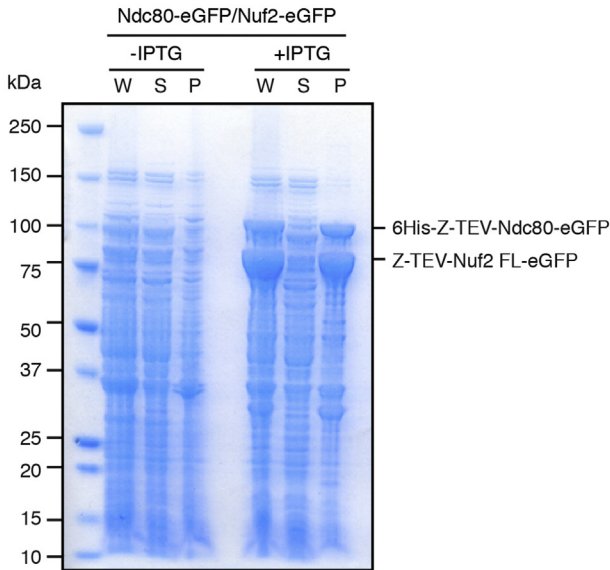 Ndc80-eGFP/Nuf2-eGFP
-IPTG +IPTG
kDa W S P W S P
250
150
100 6His-Z-TEV-Ndc80-eGFP
75 Z-TEV-Nuf2 FL-eGFP
50
37
25
20
15
10